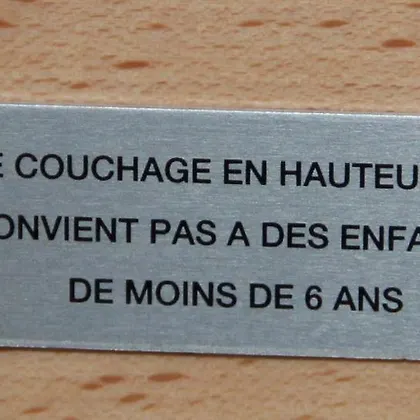 E COUCHAGE EN HAUTEU
ONVIENT PAS A DES ENFA
DE MOINS DE 6 ANS